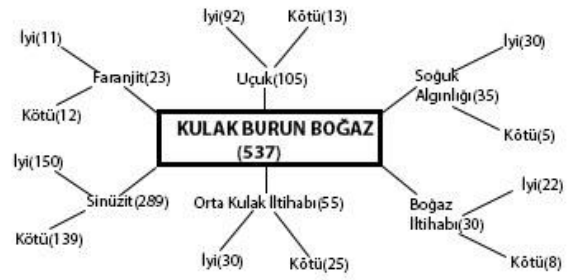 İyi(92)
Kötü(13)
İyi(11)
İyi(30)
Faranjit(23)
Uçuk(105)
Soğuk
Algınlığı(35)
Kötü(12)
Kötü(5)
KULAK BURUN BOĞAZ
(537)
İyi(150)
Sinüzit(289)
Orta Kulak İltihabı(55)
Boğaz
İltihabı(30)
İyi(22)
Kötü(139)
İyi(30)
Kötü(25)
Kötü(8)